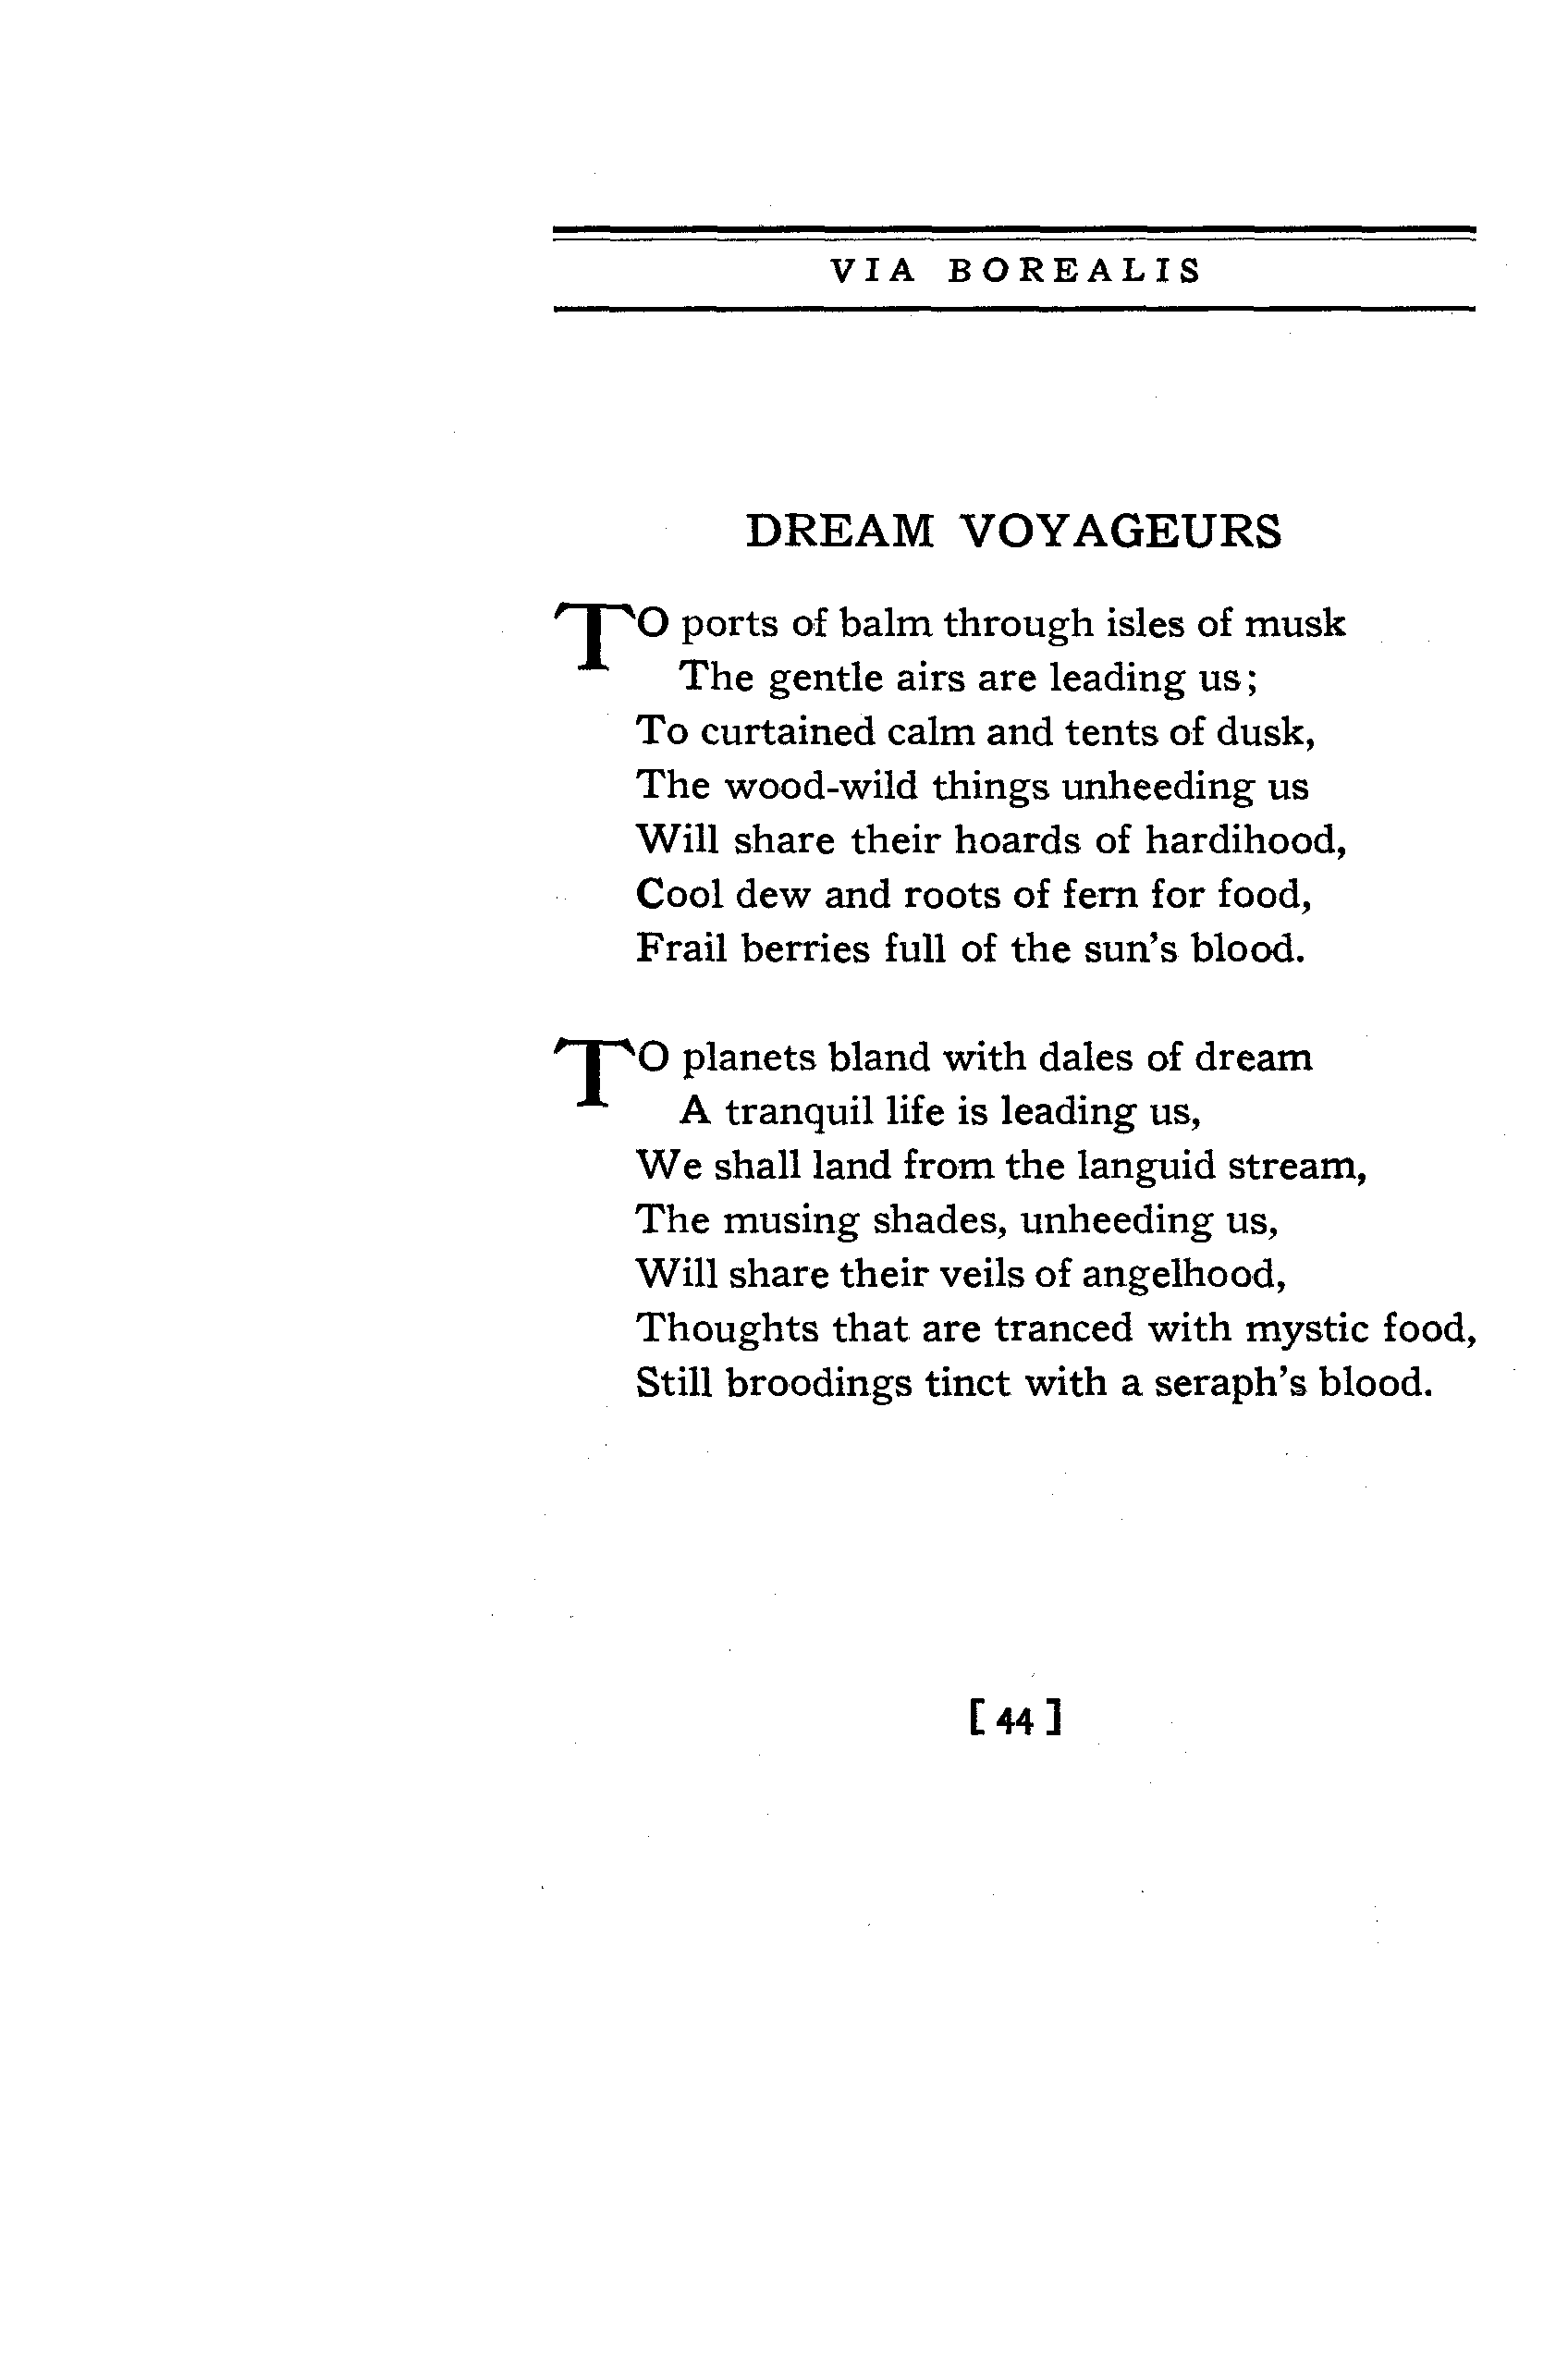 VIA BOREALIS
DREAM VOYAGEURS
TO ports of balm through isles of musk
The gentle airs are leading us;
To curtained calm and tents of dusk,
The wood-wild things unheeding us
Will share their hoards of hardihood,
Cool dew and roots of fern for food,
Frail berries full of the sun's blood.
TO planets bland with dales of dream
A tranquil life is leading us,
We shall land from the languid stream,
The musing shades, unheeding us,
Will share their veils of angelhood,
Thoughts that are tranced with mystic food,
Still broodings tinct with a seraph's blood.
[ 44 ]